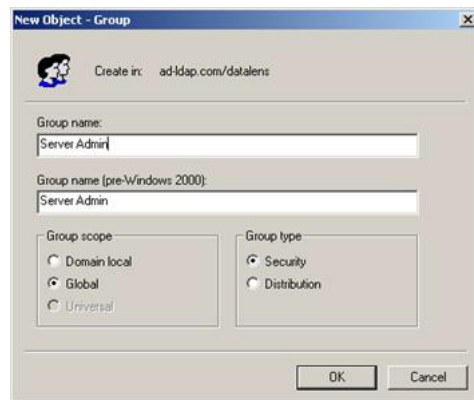 New Object - Group
Create in: ad-ldap.com/datalens
Group name:
Server Admin
Group name (pre-Windows 2000):
Server Admin
Group scope
Domain local
Global
Universal
Group type
Security
Distribution
OK Cancel